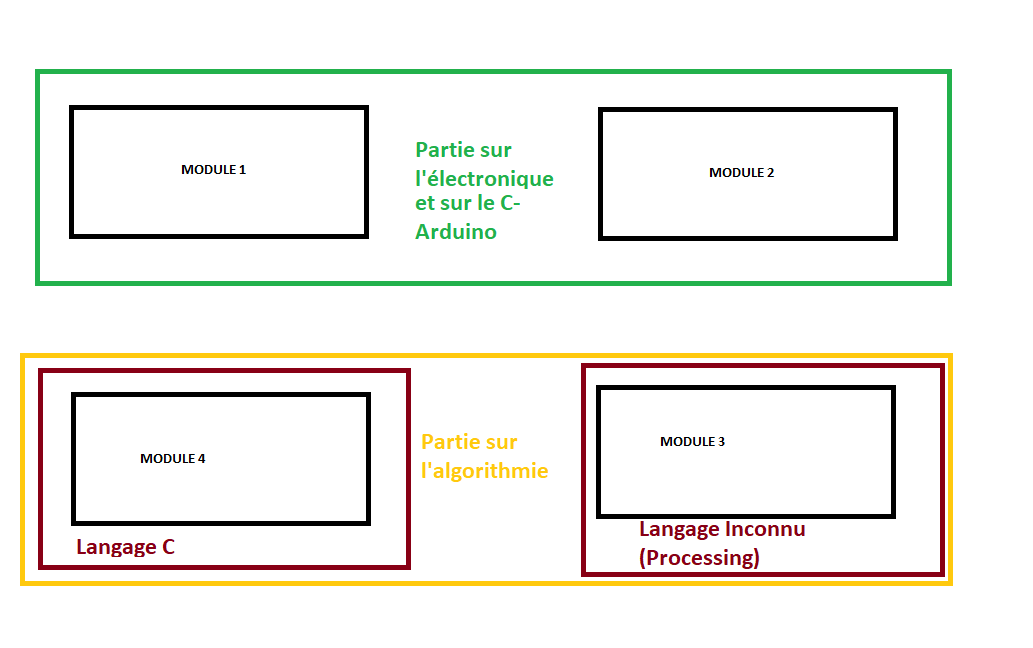 MODULE 1
Partie sur
l'électronique
et sur le C-
Arduino
MODULE 2
MODULE 4
Langage C
Partie sur
l'algorithmie
MODULE 3
Langage Inconnu
(Processing)